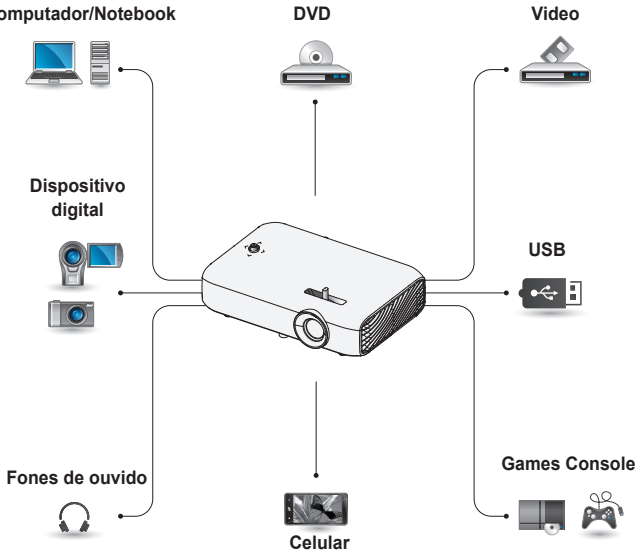 omputador/Notebook
DVD
Video
Dispositivo
digital
USB
Fones de ouvido
Games Console
Celular